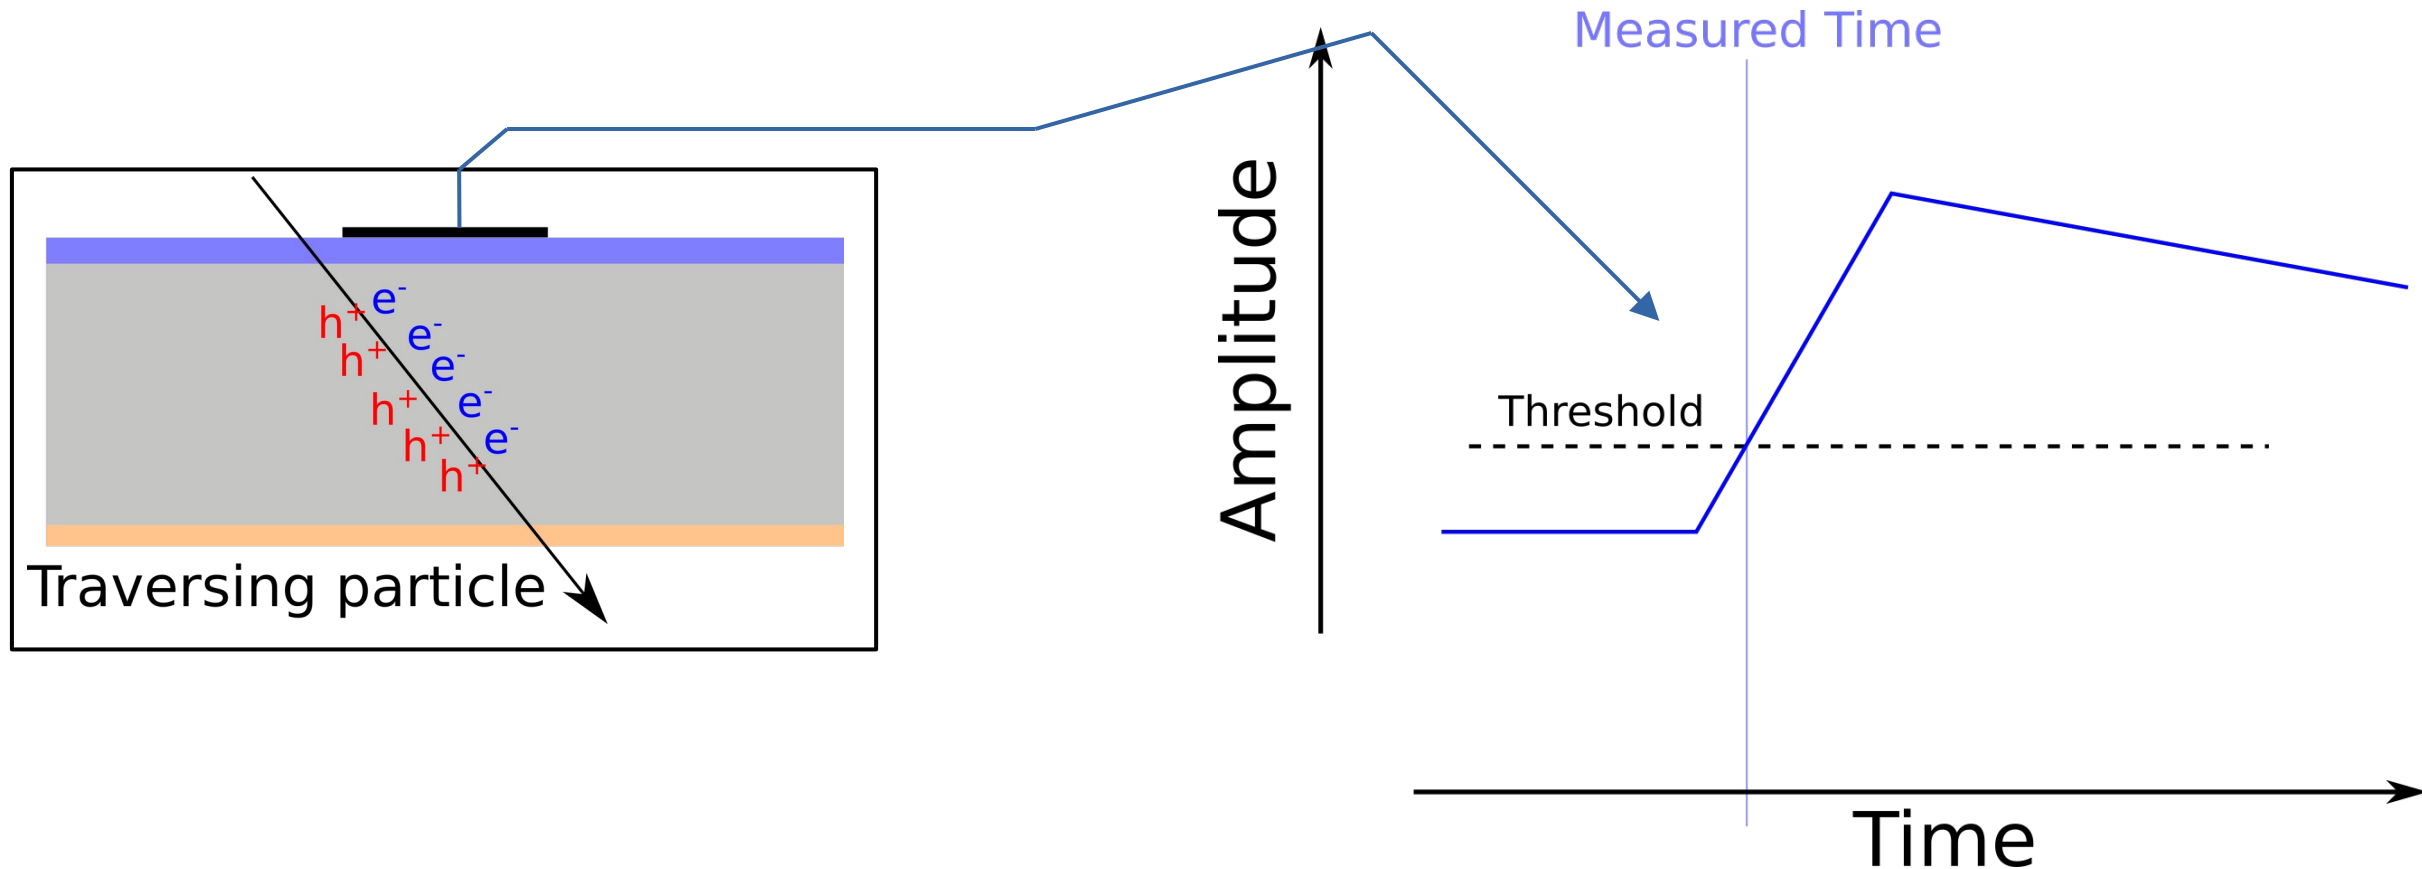 Measured Time
Amplitude
h⁺ e⁻
e⁻
h⁺ e⁻
h⁺ e⁻
h⁺ e⁻
h⁺
Threshold
Traversing particle
Time